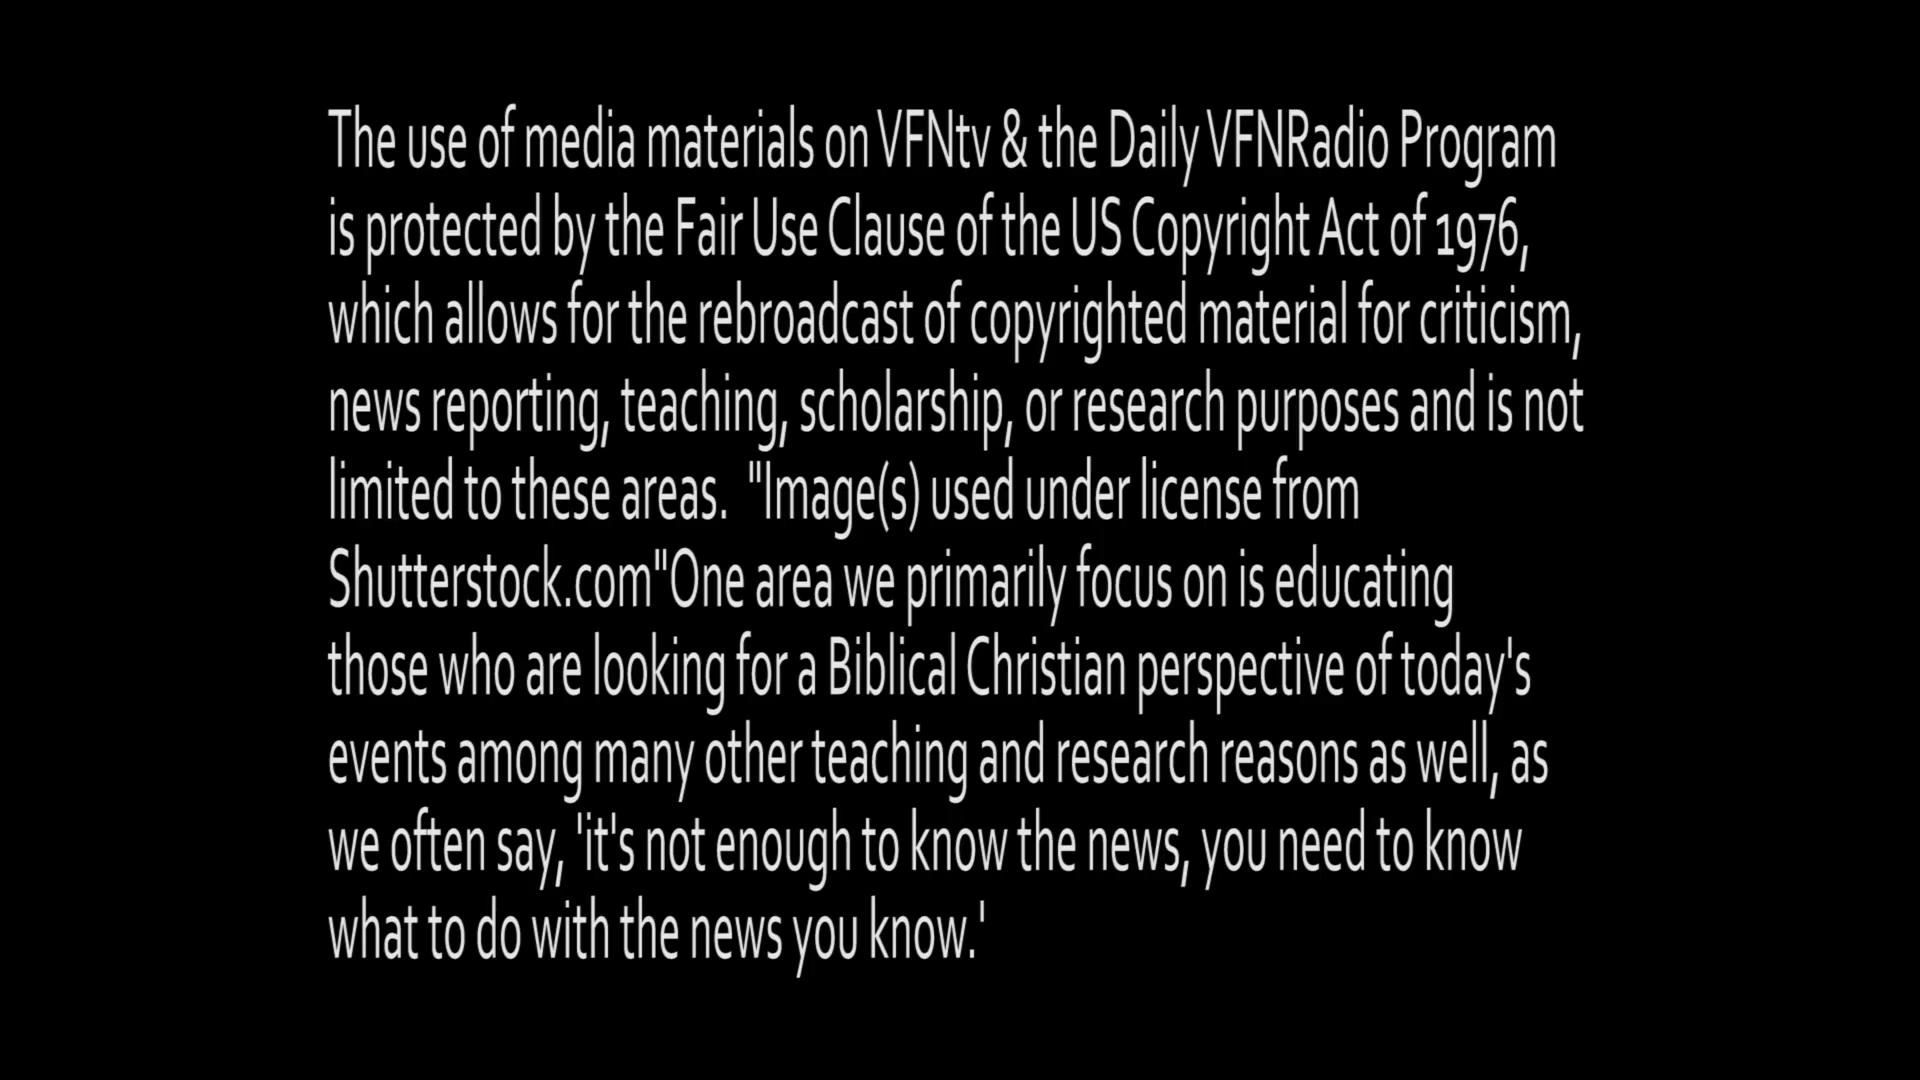 The use of media materials on VFNtv & the Daily VFNRadio Program
is protected by the Fair Use Clause of the US Copyright Act of 1976,
which allows for the rebroadcast of copyrighted material for criticism,
news reporting, teaching, scholarship, or research purposes and is not
limited to these areas.  "Image(s) used under license from
Shutterstock.com"One area we primarily focus on is educating
those who are looking for a Biblical Christian perspective of today's
events among many other teaching and research reasons as well, as
we often say, 'it's not enough to know the news, you need to know
what to do with the news you know.'